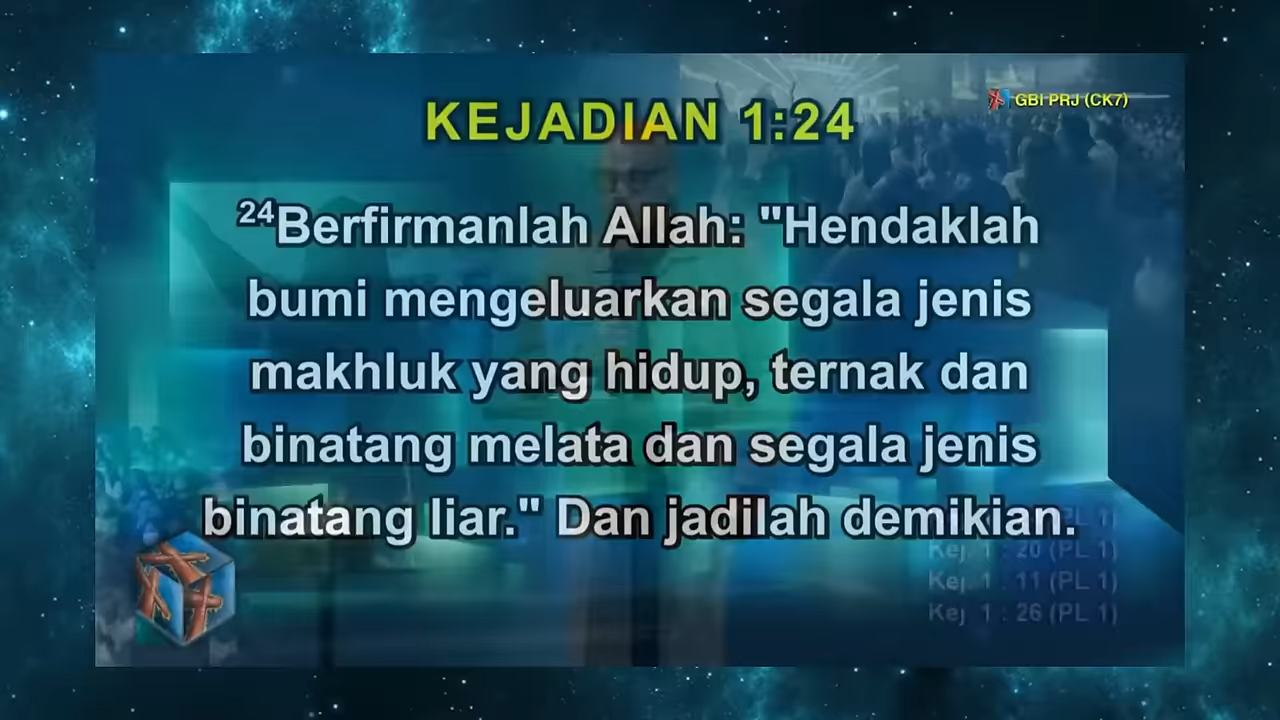 GBI PRJ (CK7)
KEJADIAN 1:24
24Berfirmanlah Allah: "Hendaklah
bumi mengeluarkan segala jenis
makhluk yang hidup, ternak dan
binatang melata dan segala jenis
binatang liar." Dan jadilah demikian.
PL 1)
Kej. 1 : 20 (PL 1)
Kej. 1 : 11 (PL 1)
Kej 1 : 26 (PL 1)